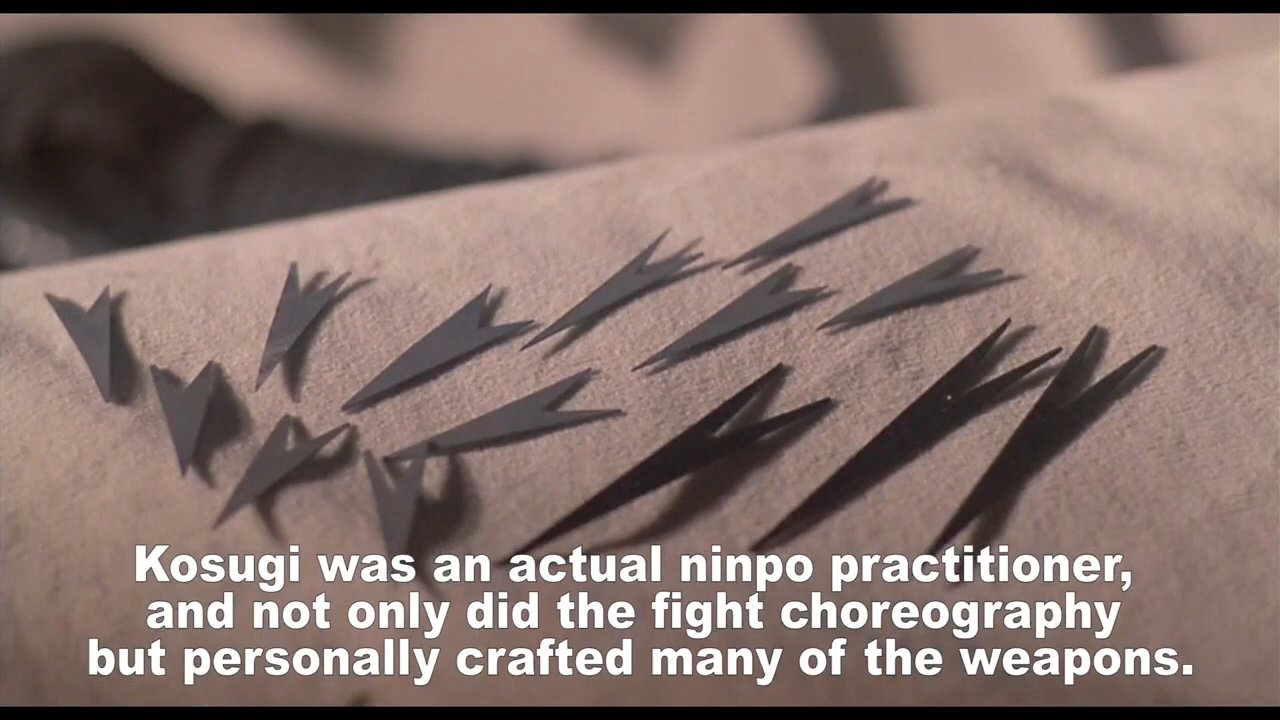 Kosugi was an actual ninpo practitioner,
and not only did the fight choreography
but personally crafted many of the weapons.